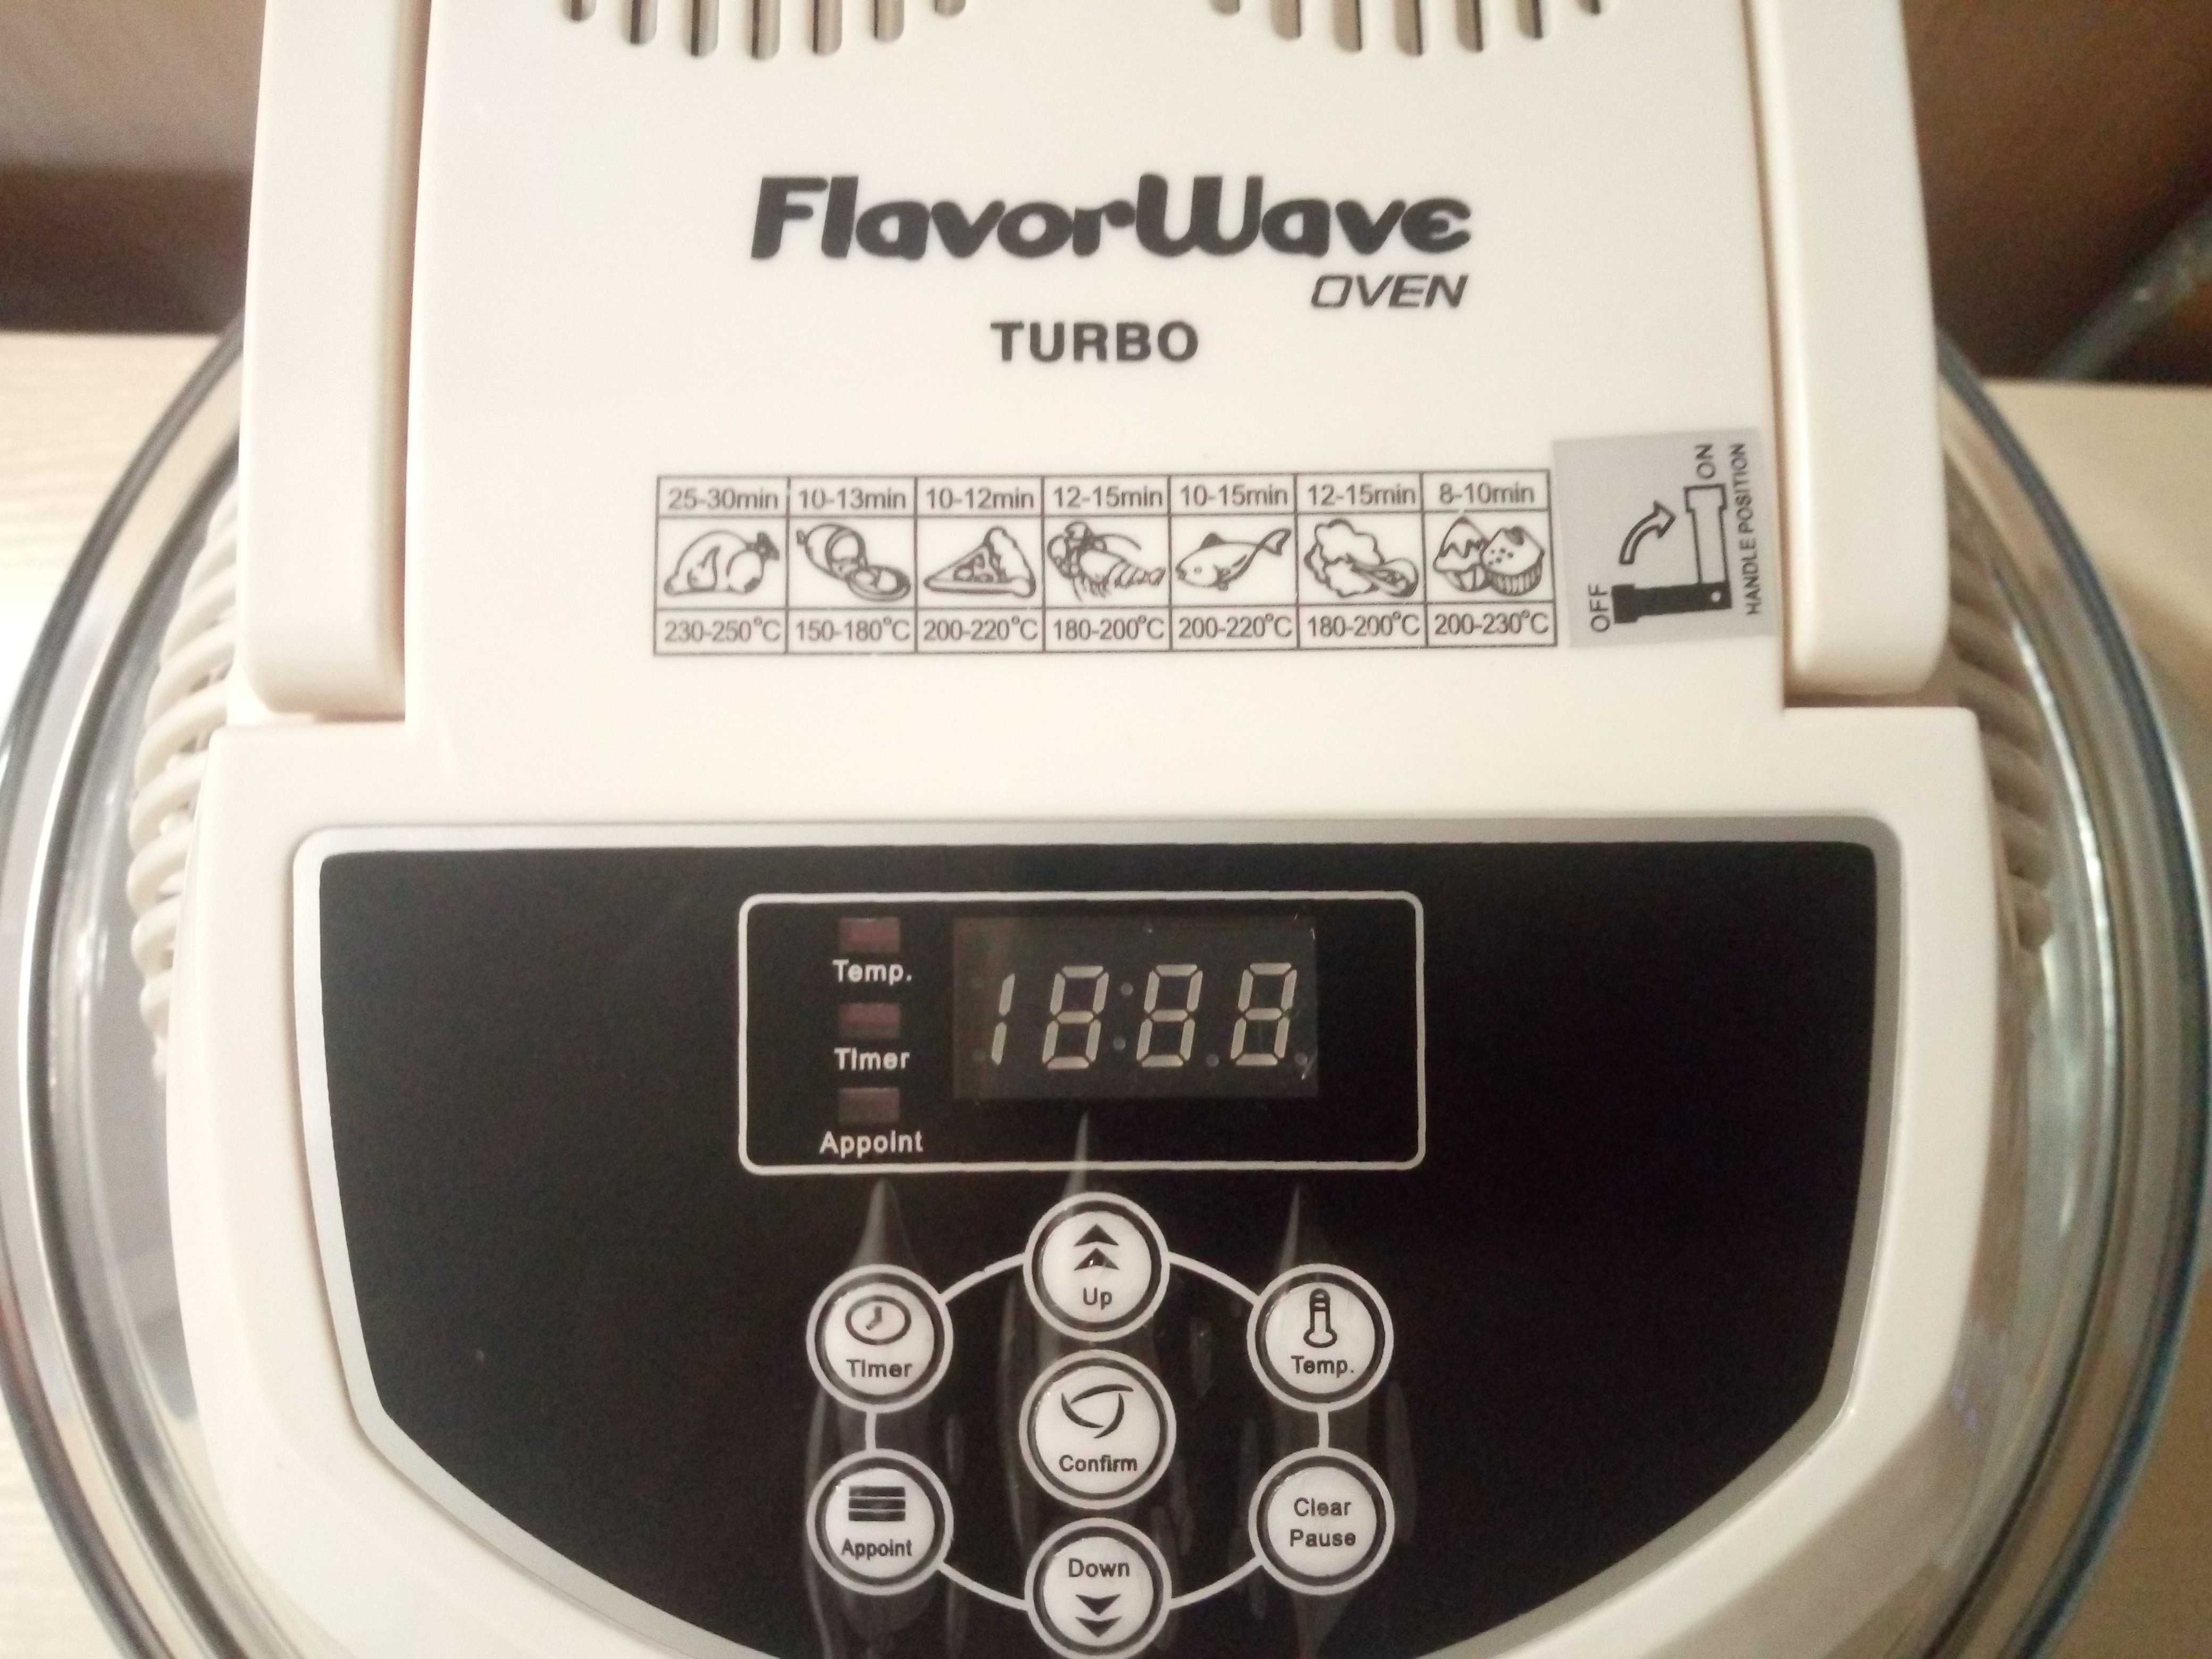 FlavorWave
OVEN
TURBO
25-30min 10-13min 10-12min 12-15min 10-15min 12-15min 8-10min
230-250°C 150-180°C 200-220°C 180-200°C 200-220°C 180-200°C 200-230°C
OFF
ON
HANDLE POSITION
Temp.
Timer
Appoint
18:88
Up
Timer
Temp.
Confirm
Appoint
Clear
Pause
Down